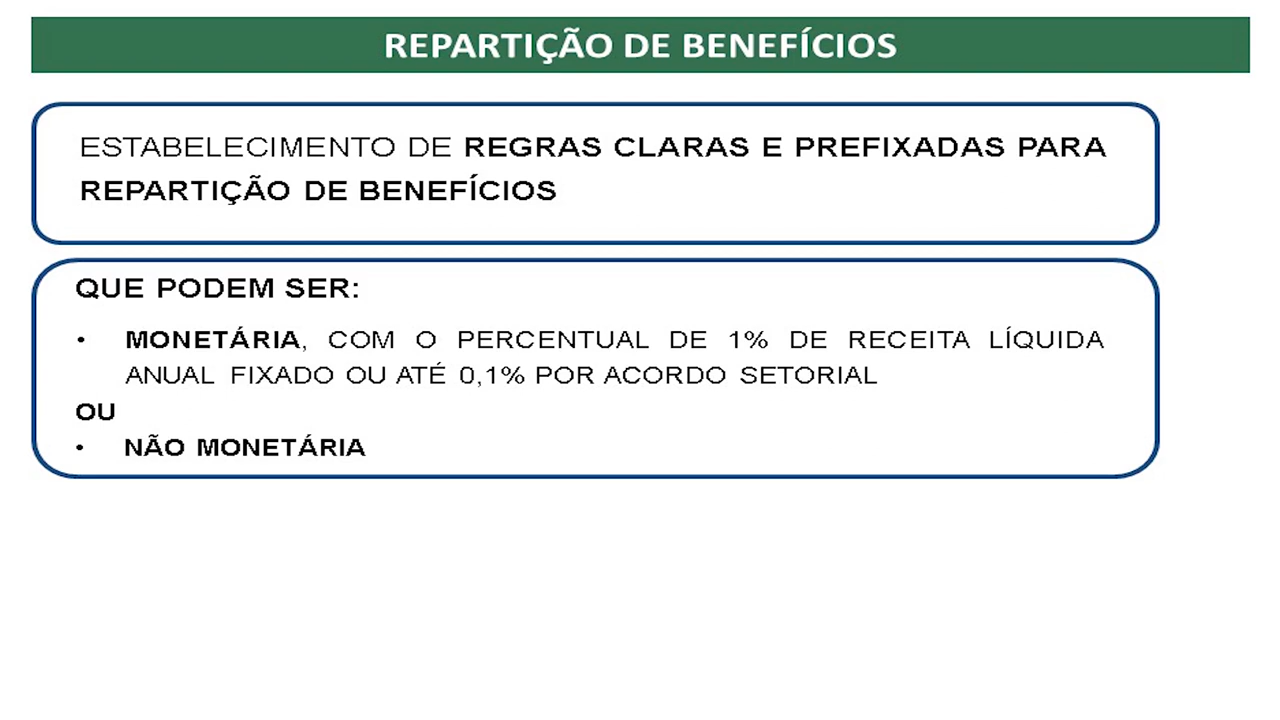 REPARTIÇÃO DE BENEFÍCIOS
ESTABELECIMENTO DE REGRAS CLARAS E PREFIXADAS PARA
REPARTIÇÃO DE BENEFÍCIOS
QUE PODEM SER:
• MONETÁRIA, COM O PERCENTUAL DE 1% DE RECEITA LÍQUIDA
ANUAL FIXADO OU ATÉ 0,1% POR ACORDO SETORIAL
OU
• NÃO MONETÁRIA